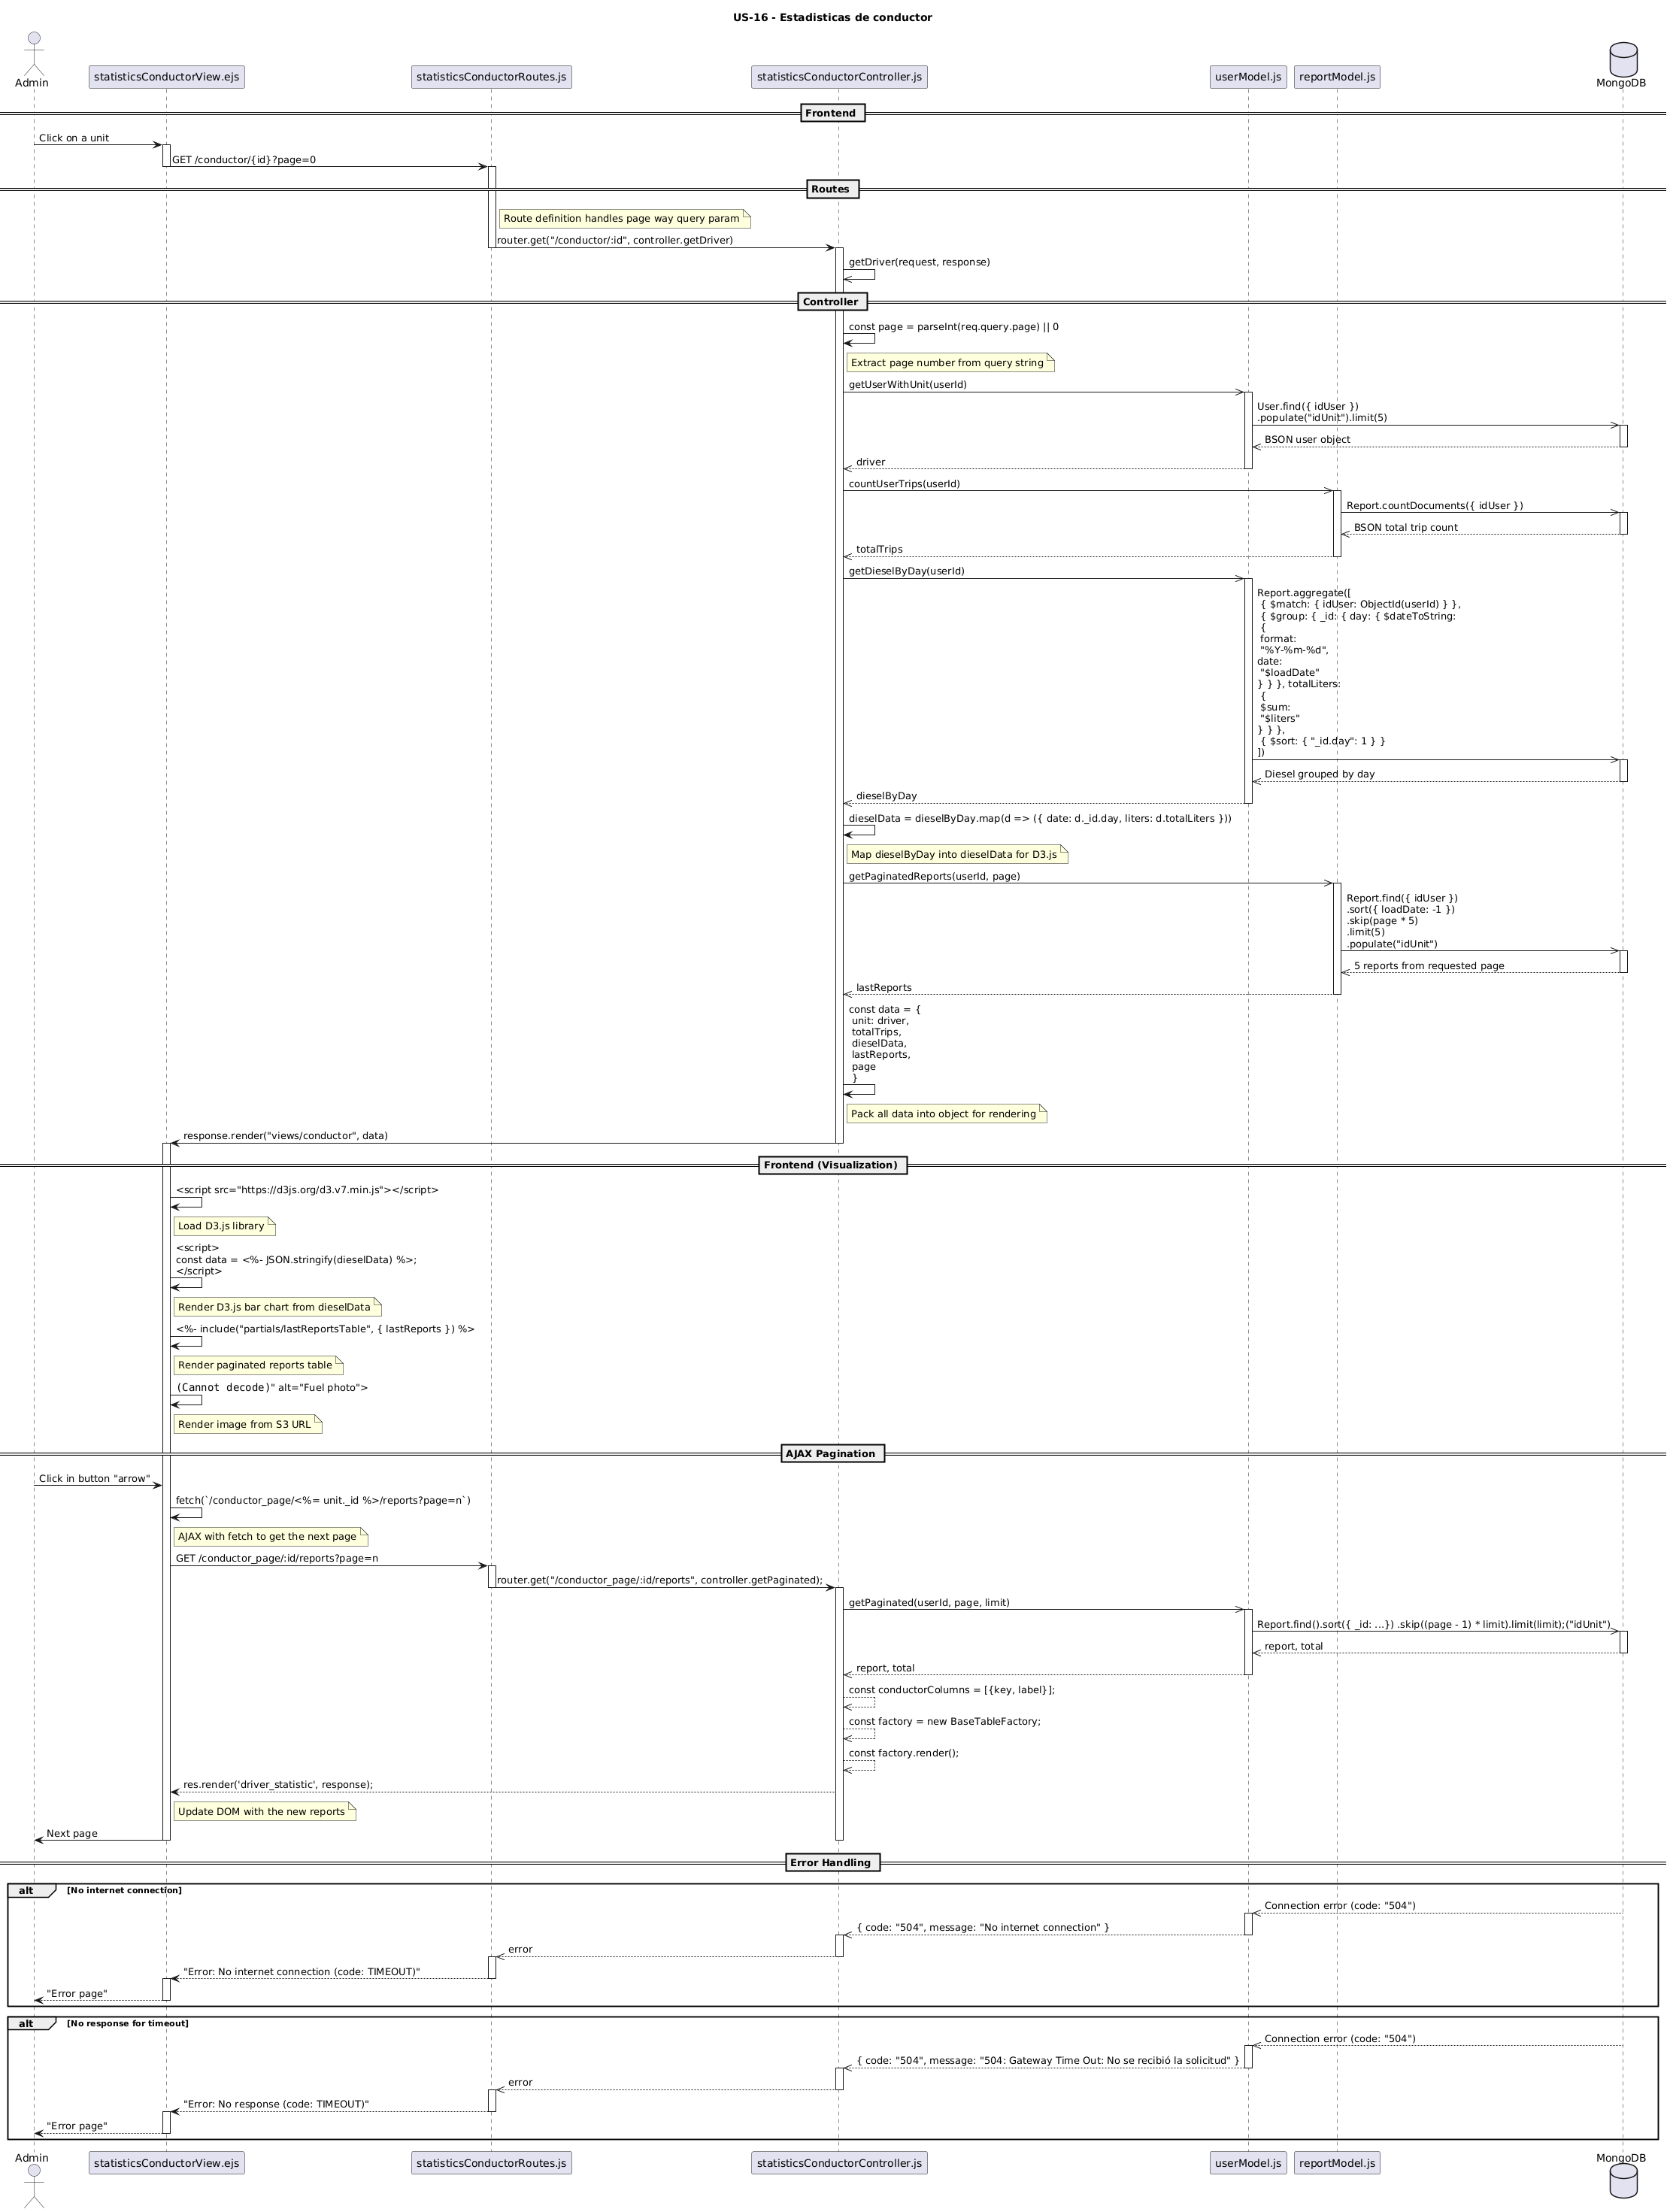 US-16 - Estadisticas de conductor
Admin
statisticsConductorView.ejs
statisticsConductorRoutes.js
statisticsConductorController.js
userModel.js
reportModel.js
MongoDB
Frontend
Click on a unit
GET /conductor/{id}?page=0
Routes
Route definition handles page way query param
router.get("/conductor/:id", controller.getDriver)
getDriver(request, response)
Controller
const page = parseInt(req.query.page) || 0
Extract page number from query string
getUserWithUnit(userId)
User.find({ idUser })
.populate("idUnit").limit(5)
BSON user object
driver
countUserTrips(userId)
Report.countDocuments({ idUser })
BSON total trip count
totalTrips
getDieselByDay(userId)
Report.aggregate([
{ $match: { idUser: ObjectId(userId) } },
{ $group: { _id: { day: { $dateToString:
{
format:
"%Y-%m-%d",
date:
"$loadDate"
} } }, totalLiters:
{
$sum:
"$liters"
} } },
{ $sort: { "_id.day": 1 } }
])
Diesel grouped by day
dieselByDay
dieselData = dieselByDay.map(d => ({ date: d._id.day, liters: d.totalLiters }))
Map dieselByDay into dieselData for D3.js
getPaginatedReports(userId, page)
Report.find({ idUser })
.sort({ loadDate: -1 })
.skip(page * 5)
.limit(5)
.populate("idUnit")
5 reports from requested page
lastReports
const data = {
unit: driver,
totalTrips,
dieselData,
lastReports,
page
}
Pack all data into object for rendering
response.render("views/conductor", data)
Frontend (Visualization)
<script src="https://d3js.org/d3.v7.min.js"></script>
Load D3.js library
<script>
const data = <%- JSON.stringify(dieselData) %>;
</script>
Render D3.js bar chart from dieselData
<%- include("partials/lastReportsTable", { lastReports }) %>
Render paginated reports table
(Cannot decode)" alt="Fuel photo">
Render image from S3 URL
AJAX Pagination
Click in button "arrow"
fetch(`/conductor_page/<%= unit._id %>/reports?page=n`)
AJAX with fetch to get the next page
GET /conductor_page/:id/reports?page=n
router.get("/conductor_page/:id/reports", controller.getPaginated);
getPaginated(userId, page, limit)
Report.find().sort({ _id: ...}) .skip((page - 1) * limit).limit(limit);("idUnit")
report, total
report, total
const conductorColumns = [{key, label}];
const factory = new BaseTableFactory;
const factory.render();
res.render('driver_statistic', response);
Update DOM with the new reports
Next page
Error Handling
alt [No internet connection]
Connection error (code: "504")
{ code: "504", message: "No internet connection" }
error
"Error: No internet connection (code: TIMEOUT)"
"Error page"
alt [No response for timeout]
Connection error (code: "504")
{ code: "504", message: "504: Gateway Time Out: No se recibió la solicitud" }
error
"Error: No response (code: TIMEOUT)"
"Error page"
Admin
statisticsConductorView.ejs
statisticsConductorRoutes.js
statisticsConductorController.js
userModel.js
reportModel.js
MongoDB